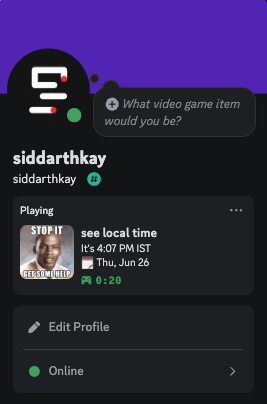 What video game item
would you be?
siddarthkay
siddarthkay #
Playing
STOP IT
GET SOME HELP
see local time
It's 4:07 PM IST
Thu, Jun 26
0:20
Edit Profile
Online